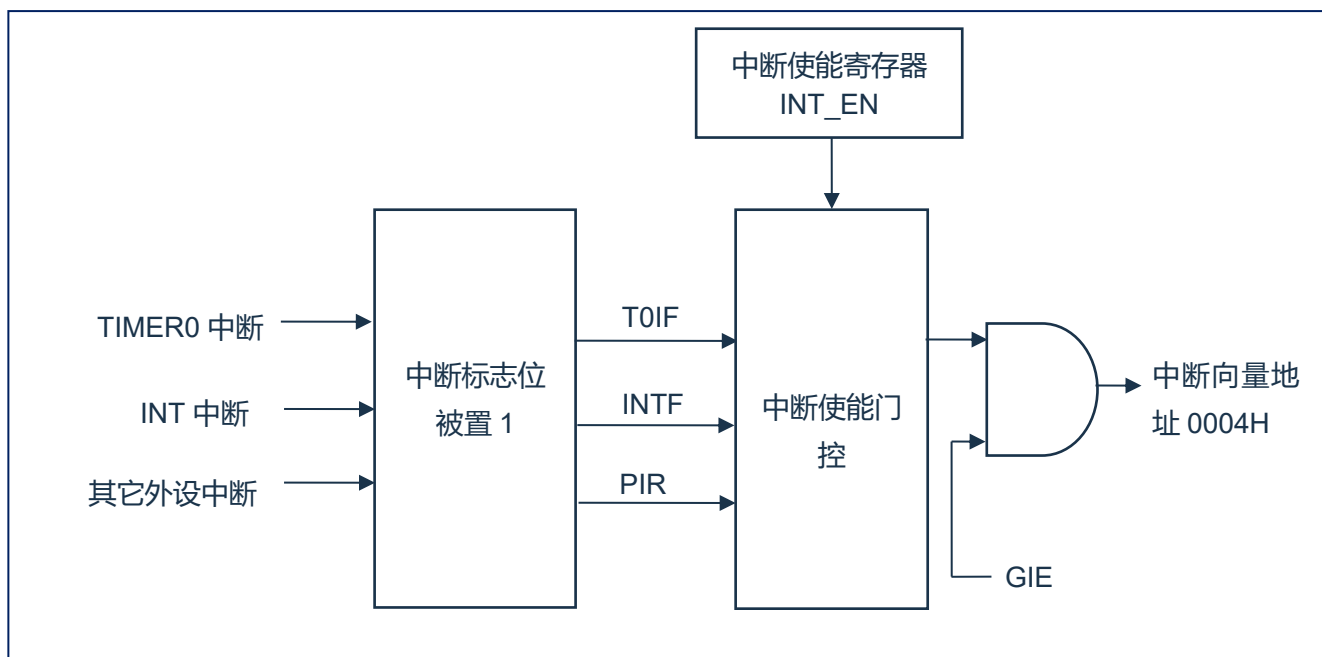 中断使能寄存器
INT_EN
TIMER0 中断
INT 中断
其它外设中断
中断标志位
被置 1
T0IF
INTF
PIR
中断使能门
控
中断向量地
址 0004H
GIE